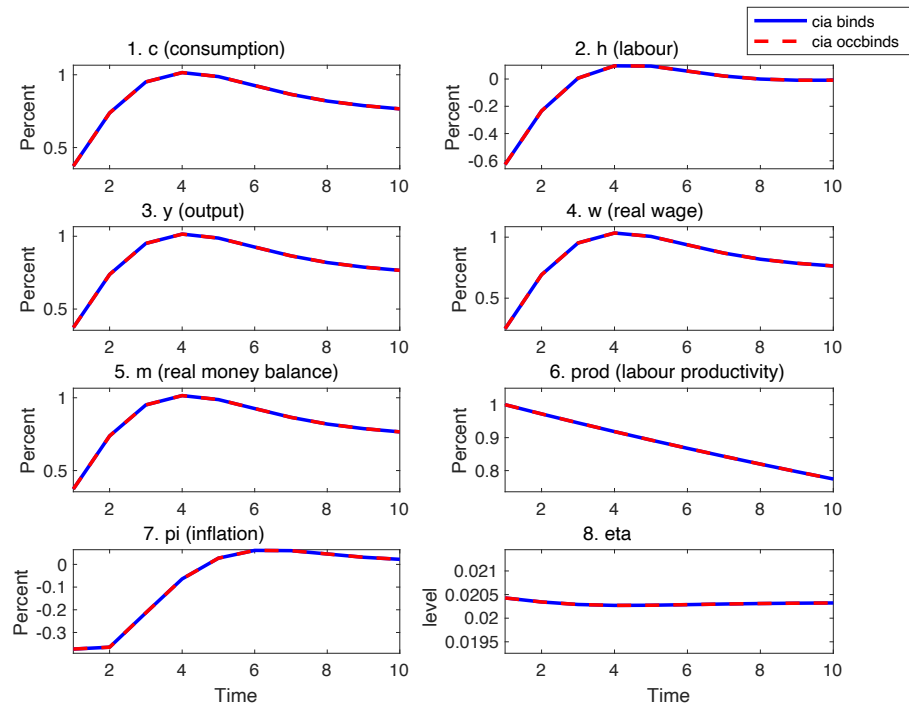 cia binds
cia occbinds
1. c (consumption)
Percent
1
0.5
2 4 6 8 10
2. h (labour)
Percent
0
-0.2
-0.4
-0.6
2 4 6 8 10
3. y (output)
Percent
1
0.5
2 4 6 8 10
4. w (real wage)
Percent
1
0.5
2 4 6 8 10
5. m (real money balance)
Percent
1
0.5
2 4 6 8 10
6. prod (labour productivity)
Percent
1
0.9
0.8
2 4 6 8 10
7. pi (inflation)
Percent
0
-0.1
-0.2
-0.3
2 4 6 8 10
Time
8. eta
level
0.021
0.0205
0.02
0.0195
2 4 6 8 10
Time